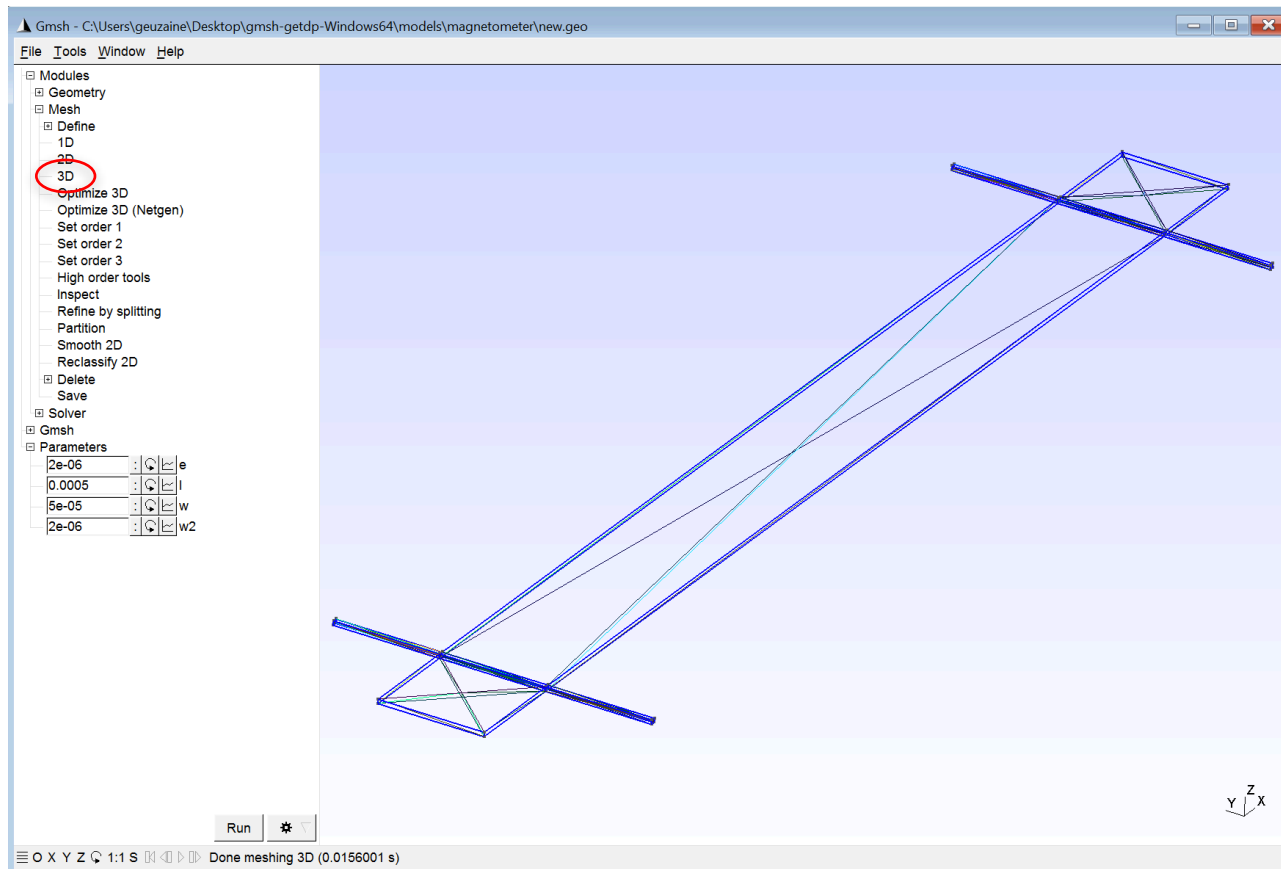 Gmsh - C:\Users\geuzaine\Desktop\gmsh-getdp-Windows64\models\magnetometer\new.geo
File Tools Window Help
Modules
Geometry
Mesh
Define
1D
2D
3D
Optimize 3D
Optimize 3D (Netgen)
Set order 1
Set order 2
Set order 3
High order tools
Inspect
Refine by splitting
Partition
Smooth 2D
Reclassify 2D
Delete
Save
Solver
Gmsh
Parameters
2e-06 : e
0.0005 : l
5e-05 : w
2e-06 : w2
Z
Y X
Run
O X Y Z 1:1 S Done meshing 3D (0.0156001 s)